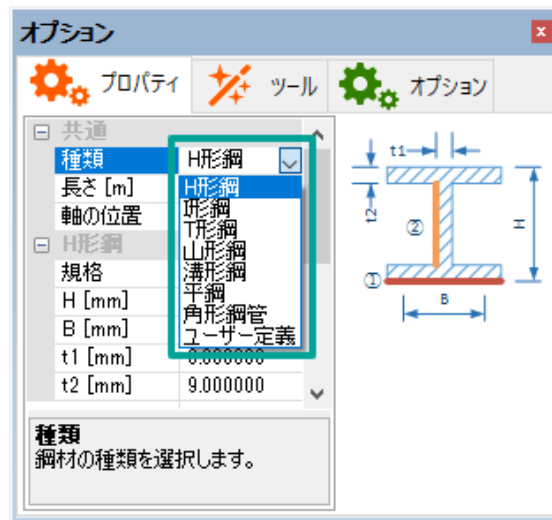 オプション
プロパティ ツール オプション
共通
種類 H形鋼
長さ [m]
軸の位置
H形鋼
規格
H [mm]
B [mm]
t1 [mm]
t2 [mm] 9.000000
H形鋼
I形鋼
T形鋼
山形鋼
溝形鋼
平鋼
角形鋼管
ユーザー定義
種類
鋼材の種類を選択します。
t1
t2
②
H
①
B